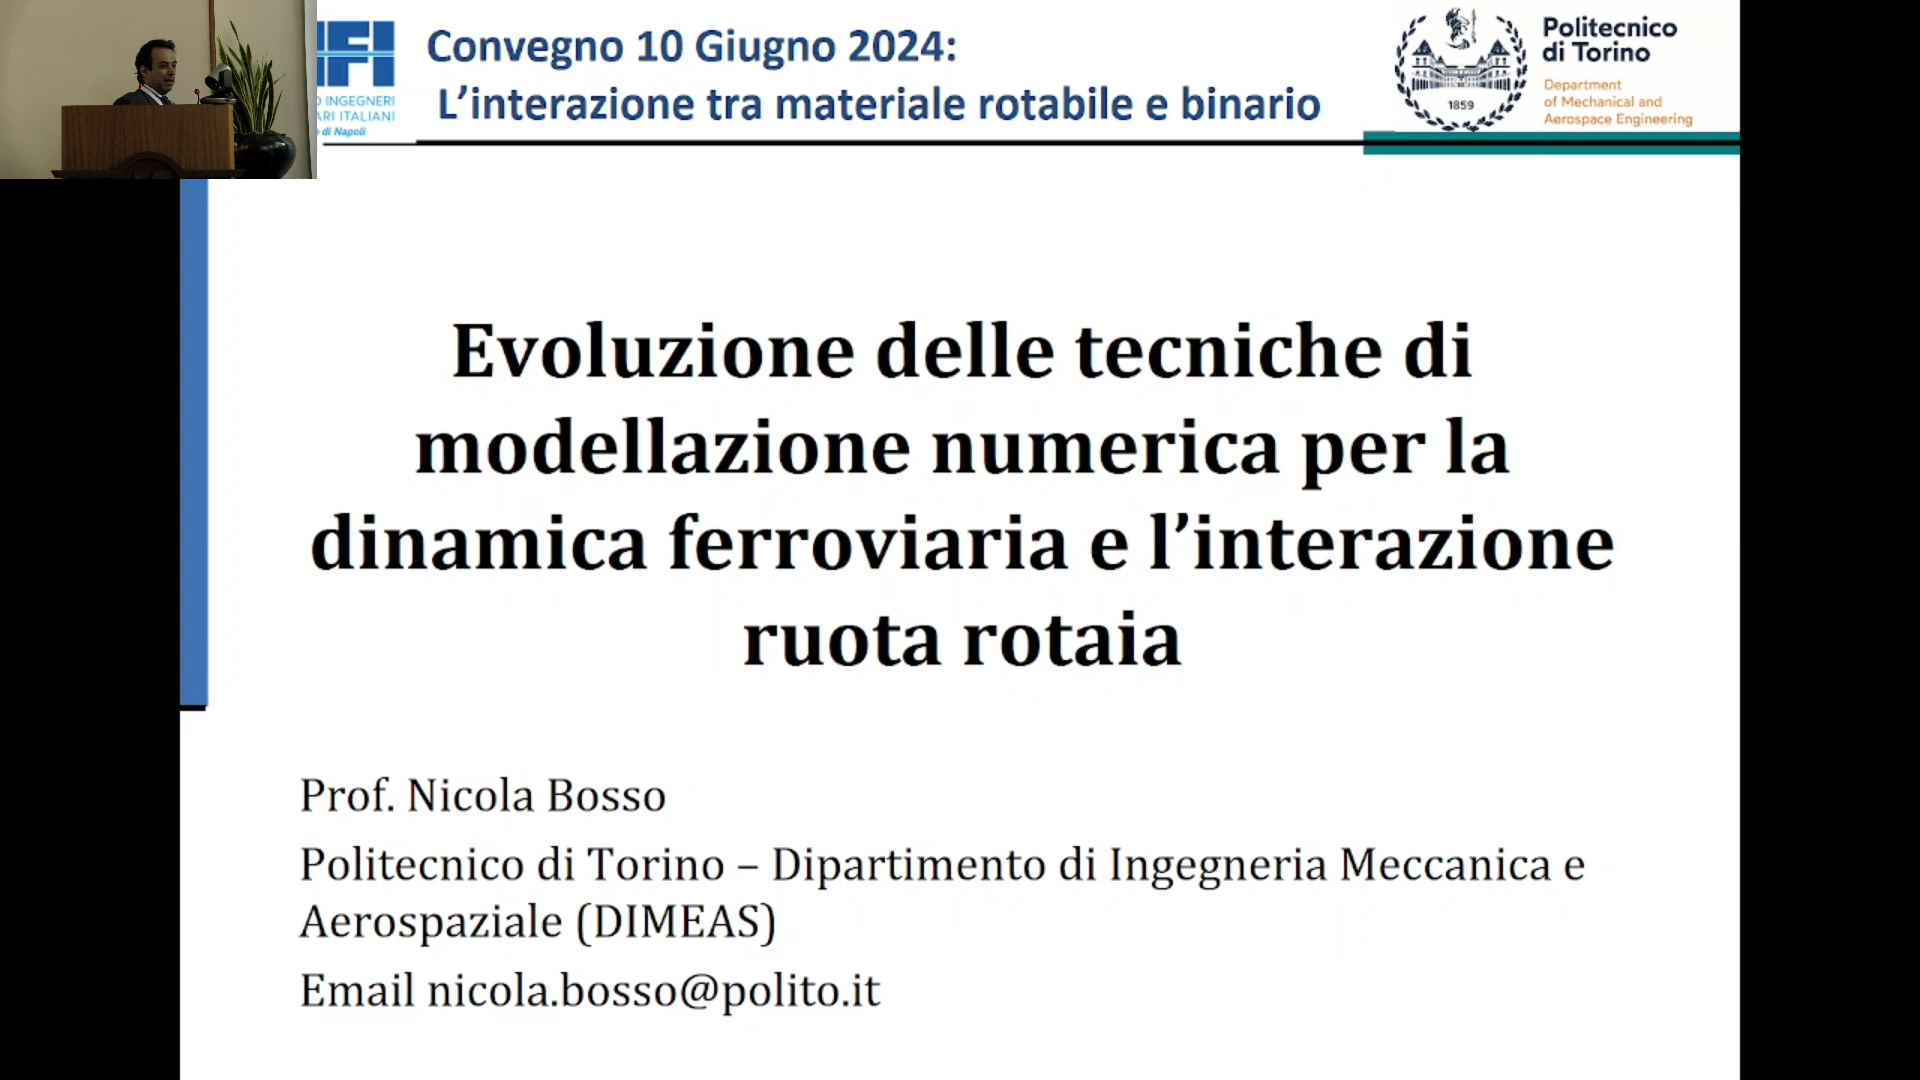 FI
Convegno 10 Giugno 2024:
L’interazione tra materiale rotabile e binario
O INGEGNERI
ARI ITALIANI
di Napoli
1859
Politecnico
di Torino
Department
of Mechanical and
Aerospace Engineering
Evoluzione delle tecniche di
modellazione numerica per la
dinamica ferroviaria e l’interazione
ruota rotaia
Prof. Nicola Bosso
Politecnico di Torino – Dipartimento di Ingegneria Meccanica e
Aerospaziale (DIMEAS)
Email nicola.bosso@polito.it